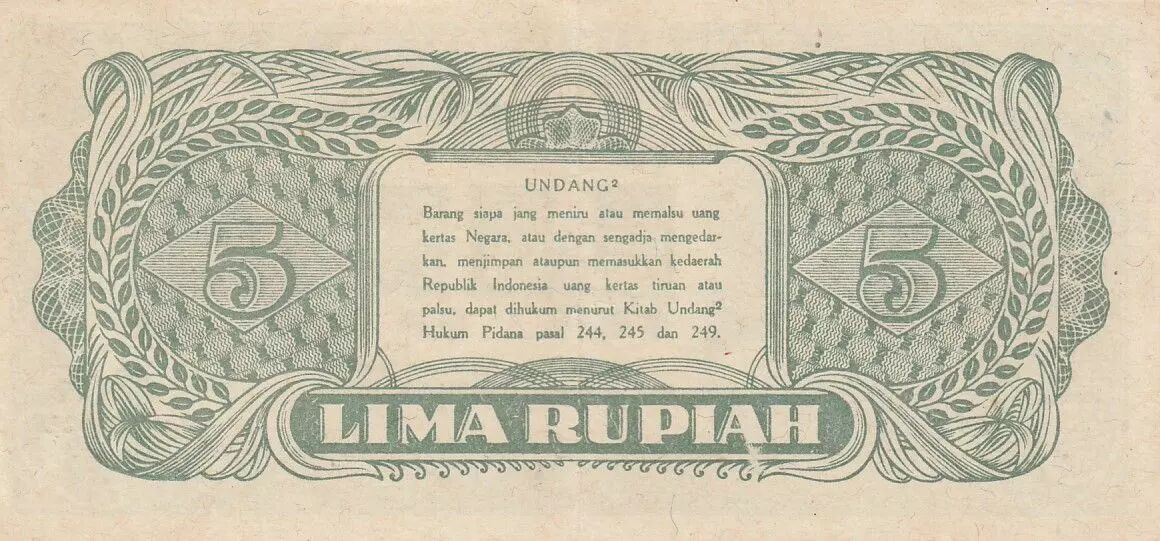 UNDANG²
Barang siapa jang meniru atau memalsu uang
kertas Negara, atau dengan sengadja mengedar-
kan, menjimpan ataupun memasukkan kedaerah
Republik Indonesia uang kertas tiruan atau
palsu, dapat dihukum menurut Kitab Undang²
Hukum Pidana pasal 244, 245 dan 249.
5 5
LIMA RUPIAH